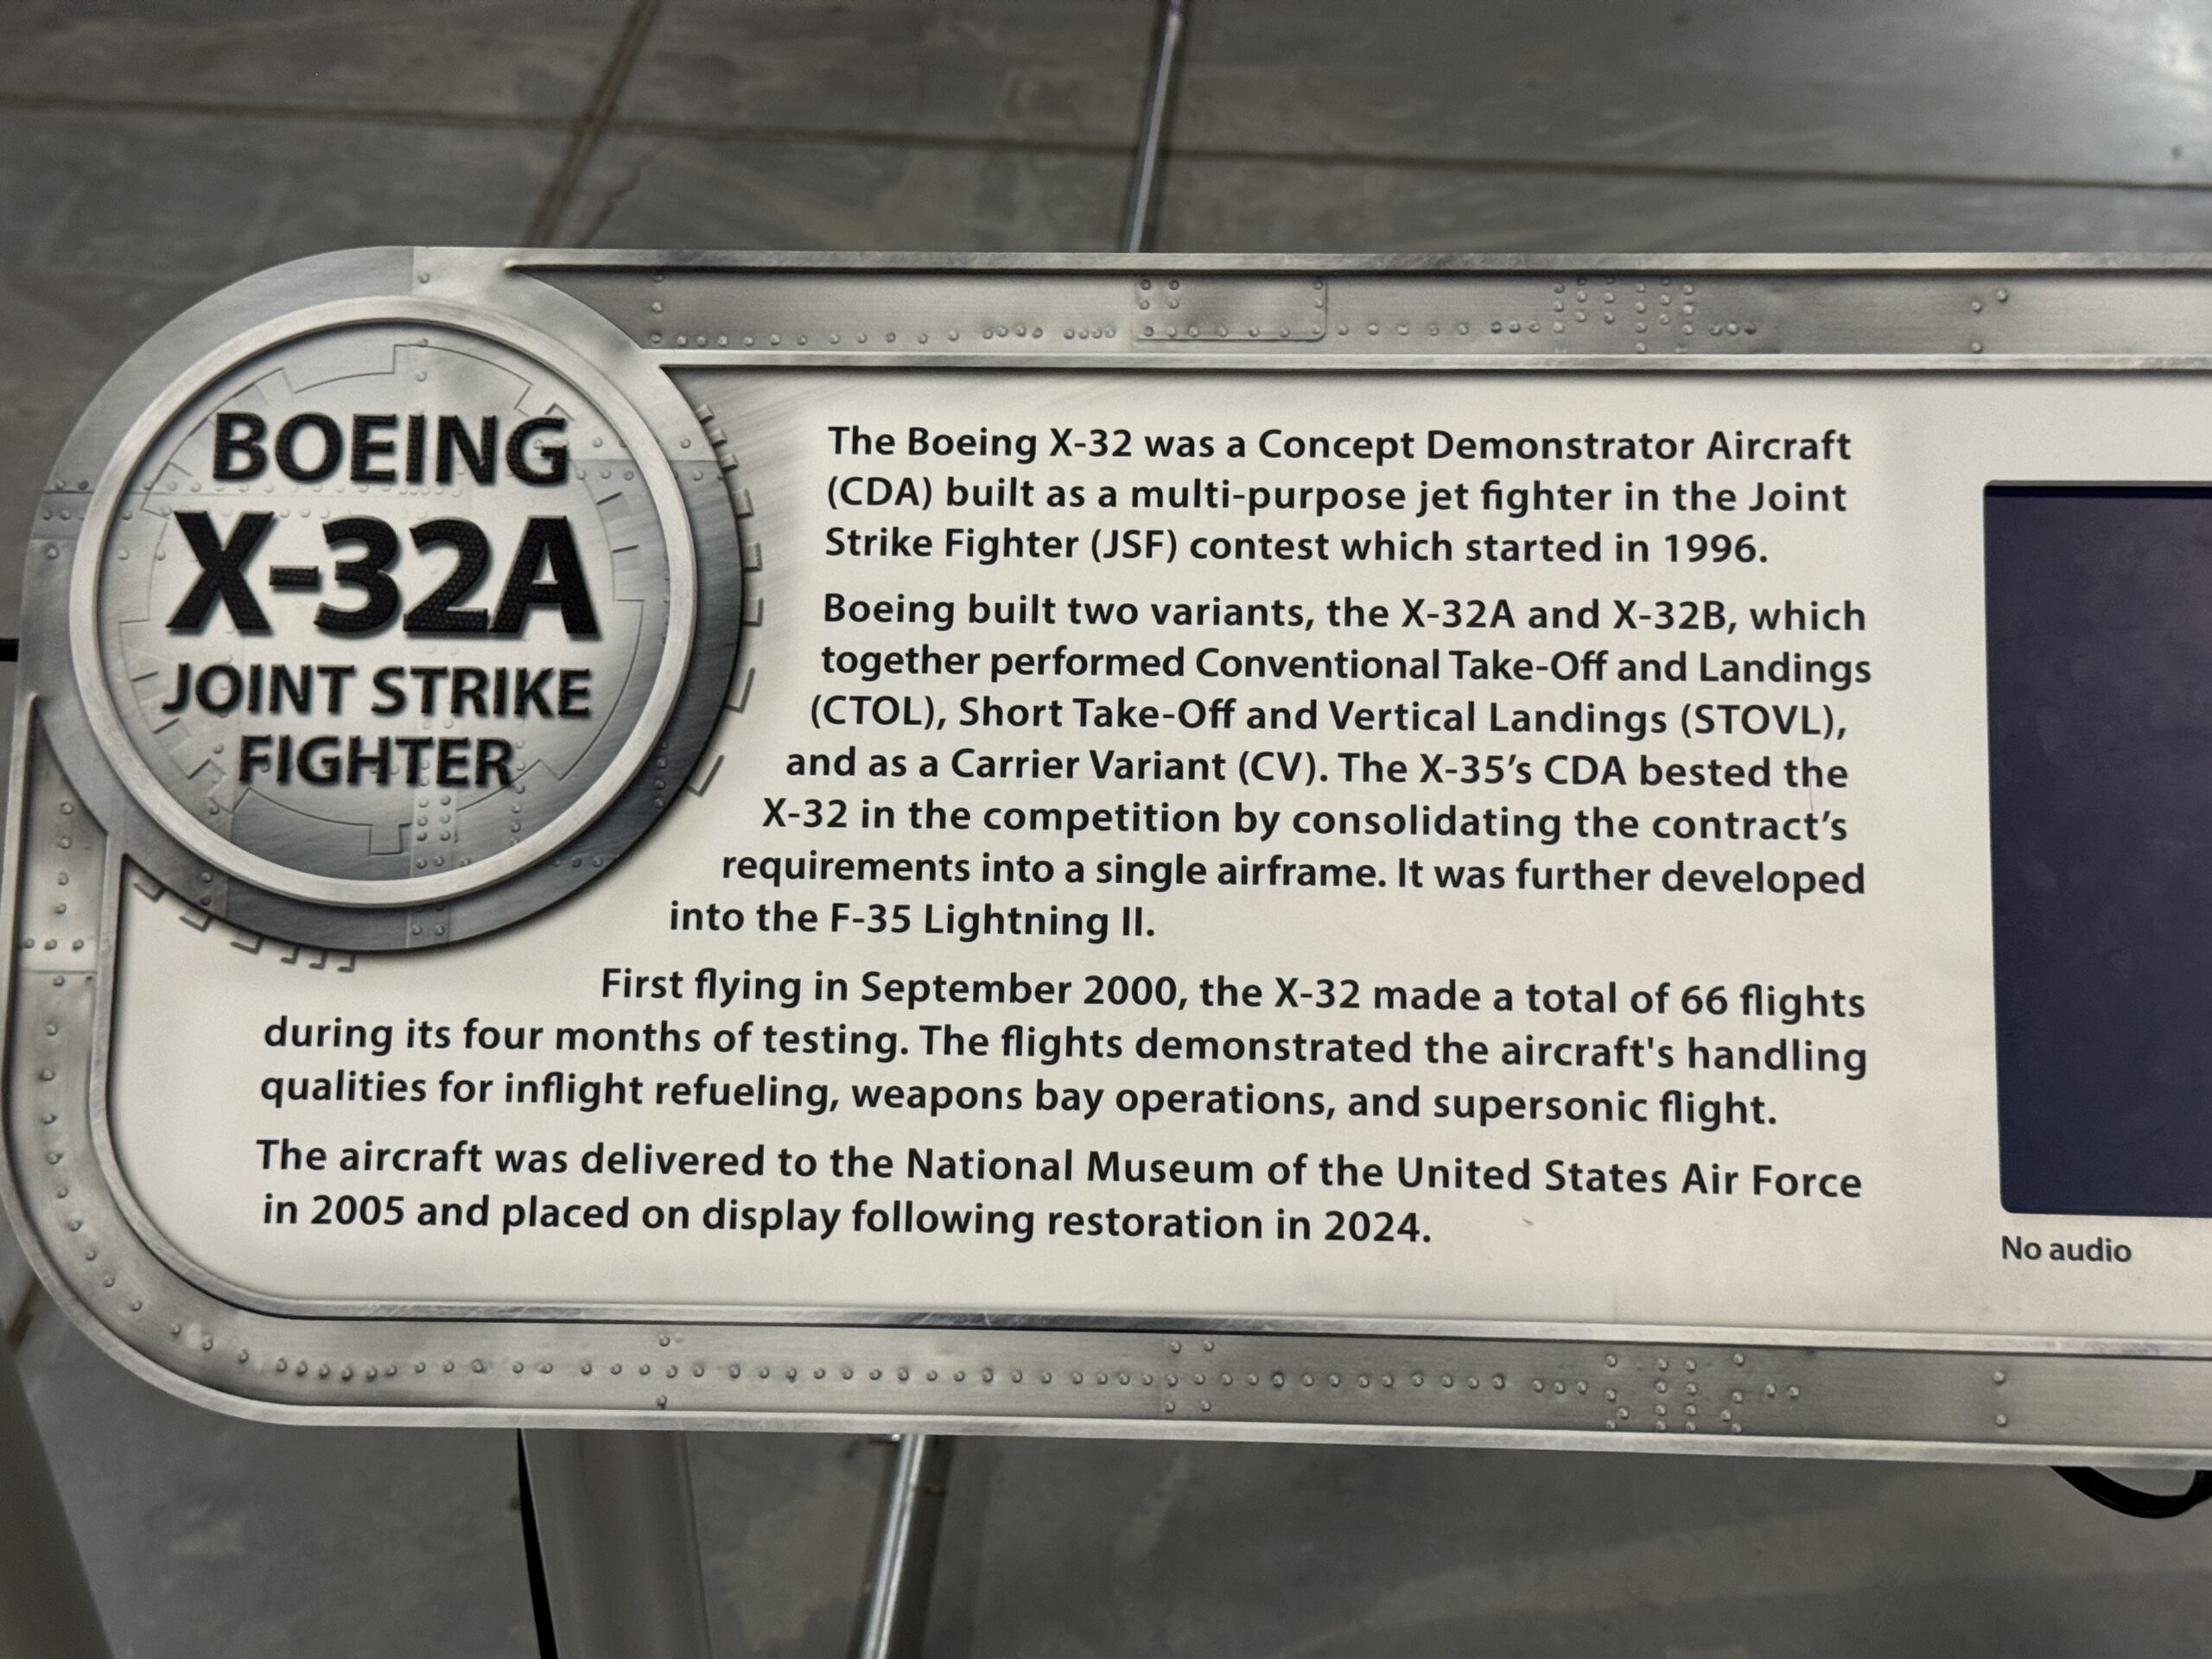 BOEING
X-32A
JOINT STRIKE
FIGHTER
The Boeing X-32 was a Concept Demonstrator Aircraft
(CDA) built as a multi-purpose jet fighter in the Joint
Strike Fighter (JSF) contest which started in 1996.
Boeing built two variants, the X-32A and X-32B, which
together performed Conventional Take-Off and Landings
(CTOL), Short Take-Off and Vertical Landings (STOVL),
and as a Carrier Variant (CV). The X-35’s CDA bested the
X-32 in the competition by consolidating the contract’s
requirements into a single airframe. It was further developed
into the F-35 Lightning II.
First flying in September 2000, the X-32 made a total of 66 flights
during its four months of testing. The flights demonstrated the aircraft's handling
qualities for inflight refueling, weapons bay operations, and supersonic flight.
The aircraft was delivered to the National Museum of the United States Air Force
in 2005 and placed on display following restoration in 2024.
No audio